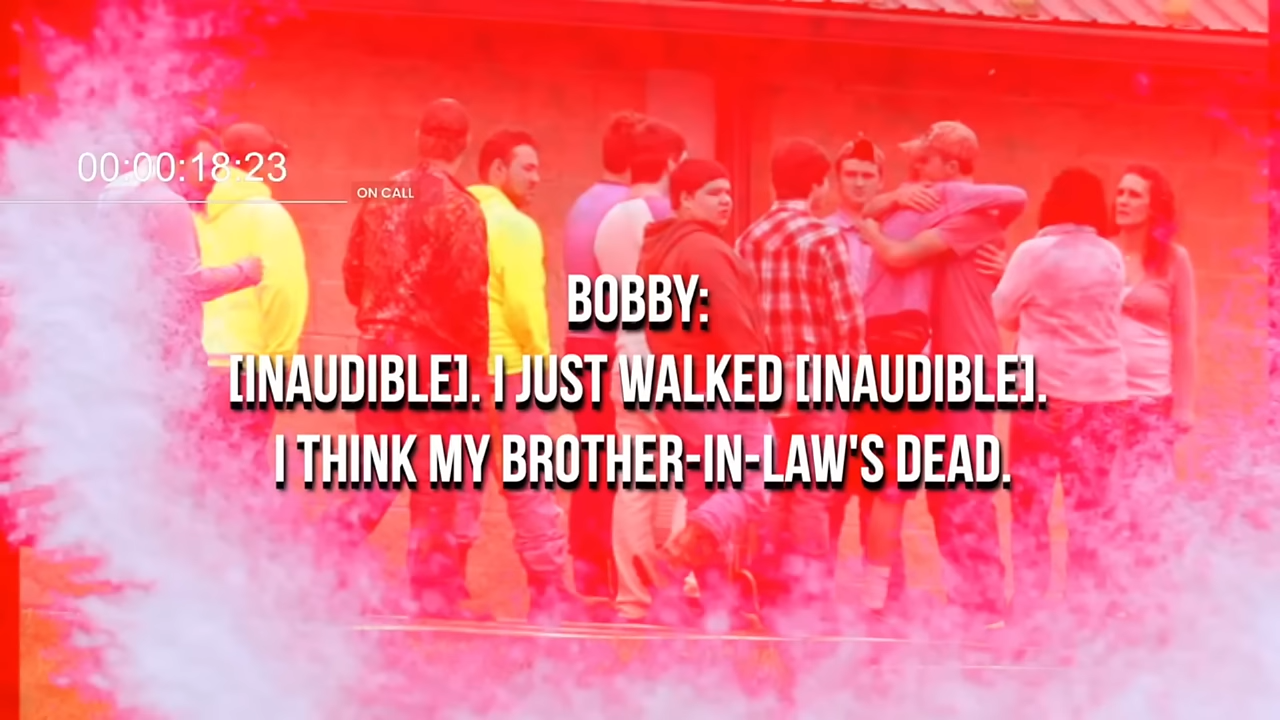 00:00:18:23
ON CALL
BOBBY:
[INAUDIBLE]. I JUST WALKED [INAUDIBLE].
I THINK MY BROTHER-IN-LAW'S DEAD.